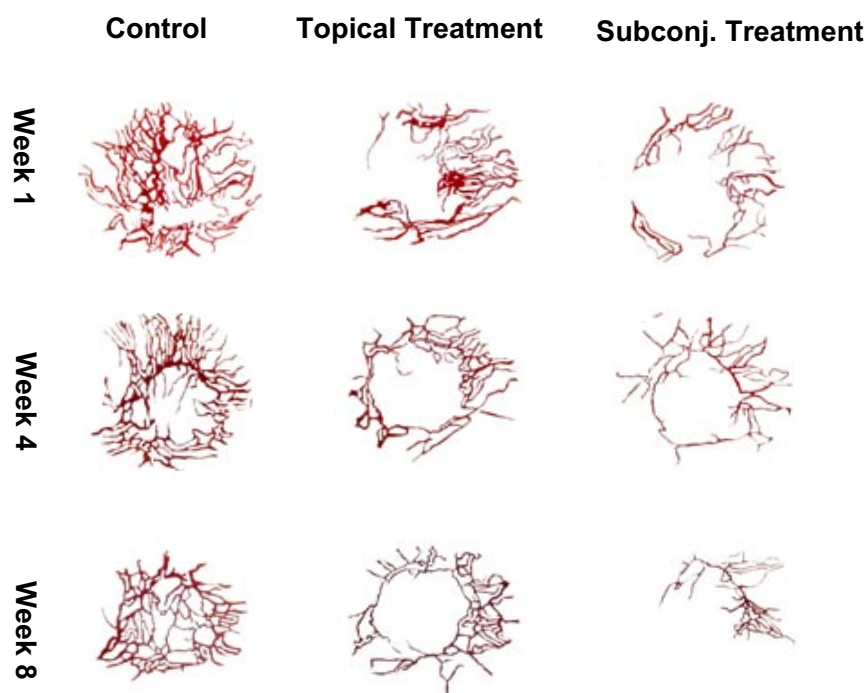 Control
Topical Treatment
Subconj. Treatment
Week 1
Week 4
Week 8